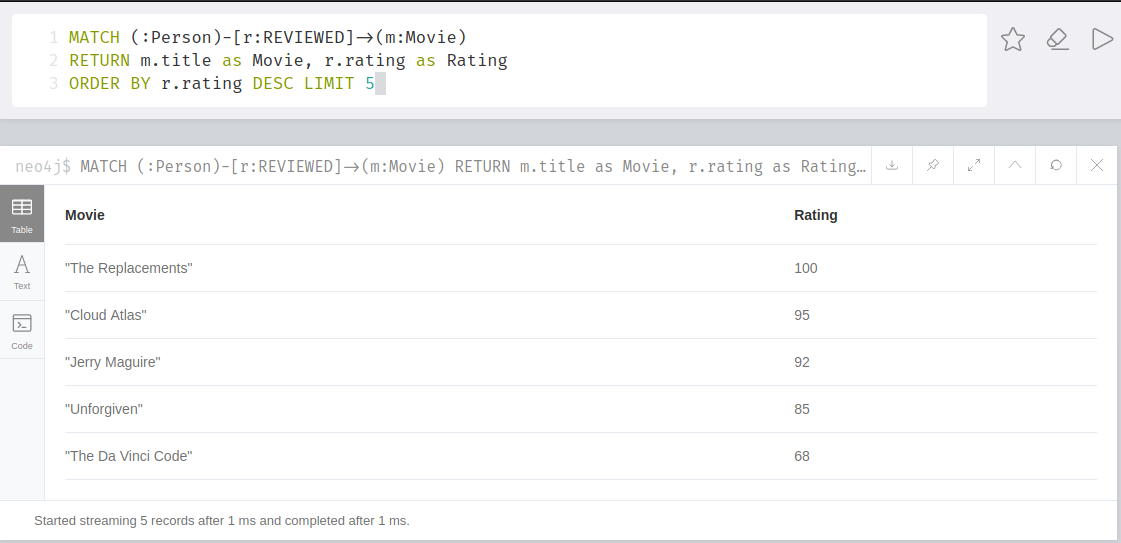 1 MATCH (:Person)-[r:REVIEWED]->(m:Movie)
2 RETURN m.title as Movie, r.rating as Rating
3 ORDER BY r.rating DESC LIMIT 5
neo4j$ MATCH (:Person)-[r:REVIEWED]->(m:Movie) RETURN m.title as Movie, r.rating as Rating…
Table
Text
Code
Movie Rating
"The Replacements" 100
"Cloud Atlas" 95
"Jerry Maguire" 92
"Unforgiven" 85
"The Da Vinci Code" 68
Started streaming 5 records after 1 ms and completed after 1 ms.